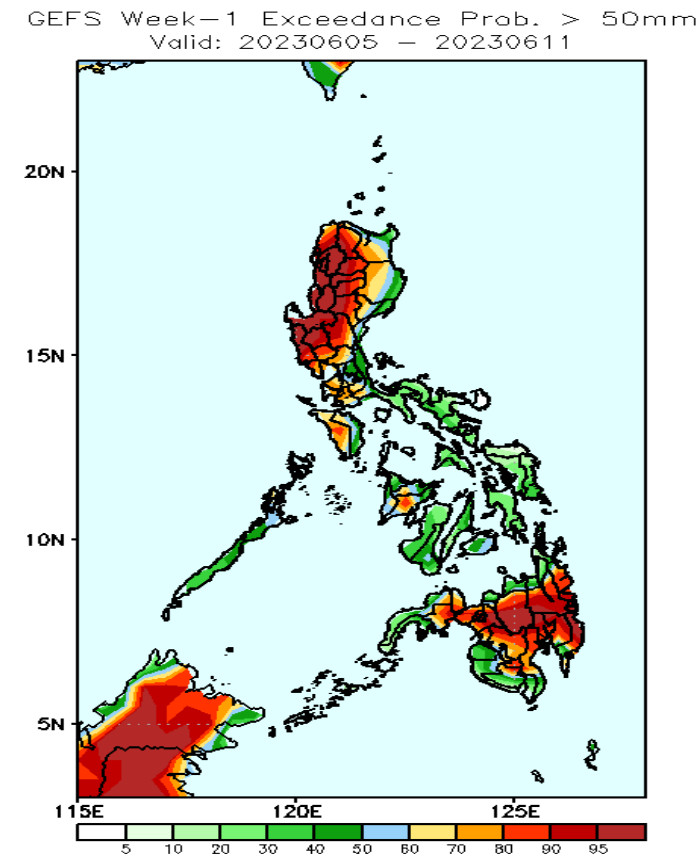 GEFS Week-1 Exceedance Prob. > 50mm
Valid: 20230605 - 20230611
20N
15N
10N
5N
115E 120E 125E
5 10 20 30 40 50 60 70 80 90 95